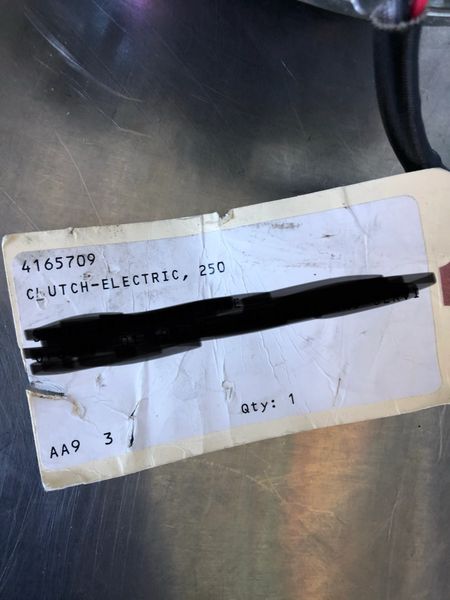 4165709
CLUTCH-ELECTRIC, 250
Qty: 1
AA9 3